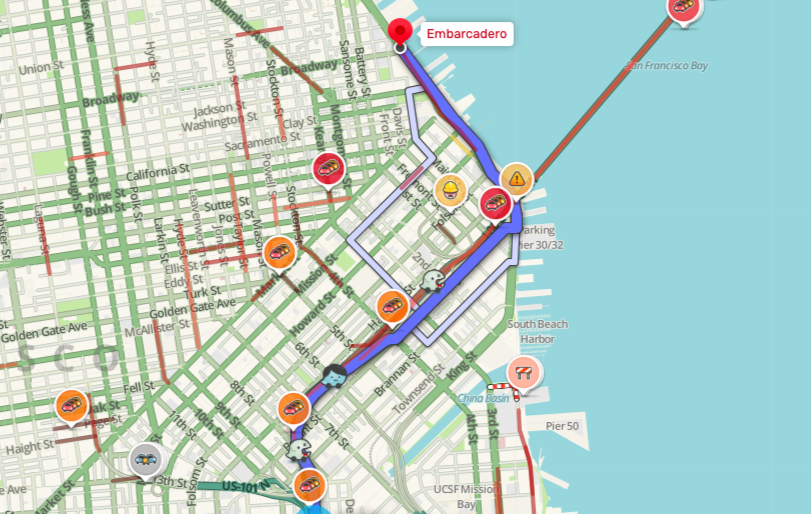 Columbus Ave
Embarcadero
Union St
Hyde St
Mason St
Stockton St
Sansome St
Battery St
Broadway
San Francisco Bay
Broadway
Jackson St
Washington St
Clay St
Sacramento St
Davis St
Front St
Franklin St
Gough St
California St
Powell St
Pine St
Bush St
Polk St
Sutter St
Post St
Stockton St
Fremont St
Laguna St
Larkin St
Hyde St
Leavenworth St
Jones St
Taylor St
Mason St
Parking
Pier 30/32
Ellis St
Eddy St
Mission St
4th St
2nd
Turk St
Golden Gate Ave
Howard St
Golden Gate Ave
McAllister St
5th St
South Beach
Harbor
S C O
6th St
Brannan St
Townsend St
King St
Fell St
8th St
China Basin
Oak St
Page St
9th St
10th St
11th St
7th St
4th St
3rd St
Pier 50
Haight St
Folsom St
13th St
US-101 N
Market St
UCSF Mission
Bay